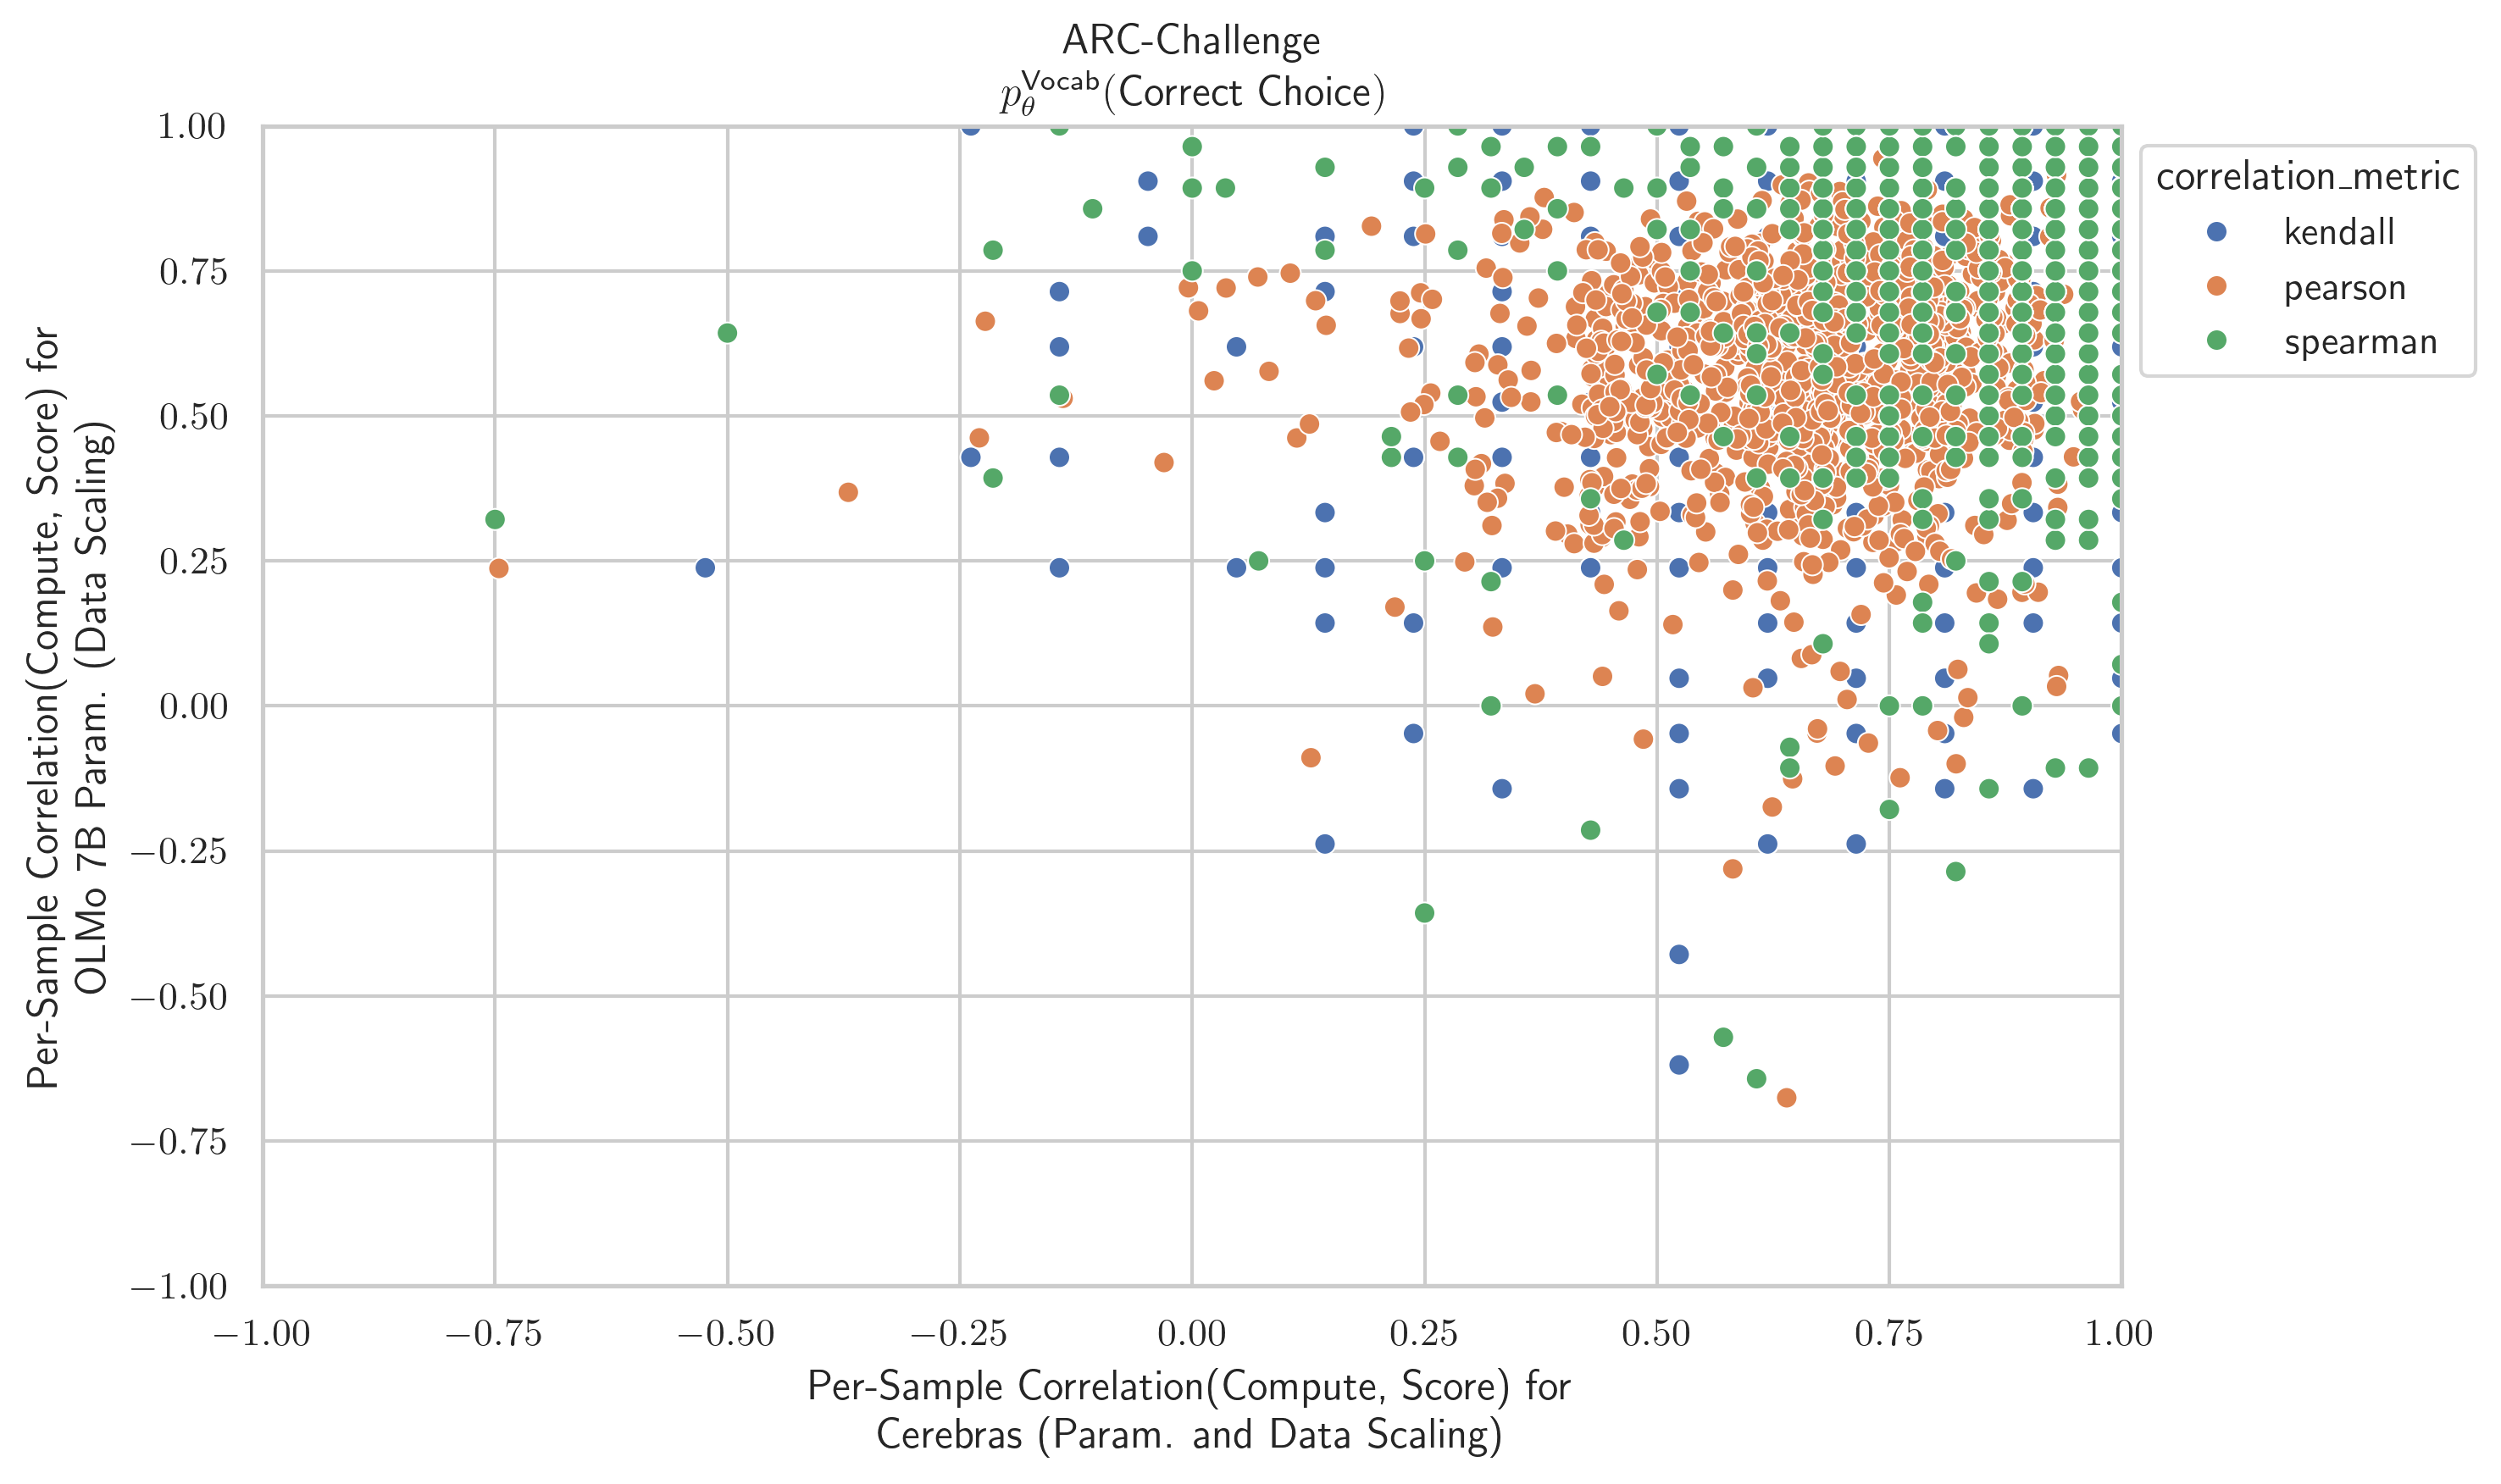 ARC-Challenge
$p_\theta^{\text{Vocab}}$(Correct Choice)
Per-Sample Correlation(Compute, Score) for
OLMo 7B Param. (Data Scaling)
1.00
0.75
0.50
0.25
0.00
−0.25
−0.50
−0.75
−1.00
−1.00 −0.75 −0.50 −0.25 0.00 0.25 0.50 0.75 1.00
Per-Sample Correlation(Compute, Score) for
Cerebras (Param. and Data Scaling)
correlation_metric
kendall
pearson
spearman